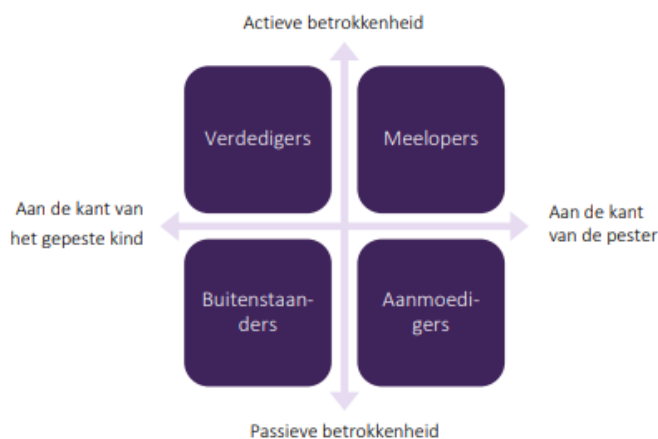 Actieve betrokkenheid
Verdedigers
Meelopers
Aan de kant van
het gepeste kind
Aan de kant
van de pester
Buitenstaan-
ders
Aanmoedi-
gers
Passieve betrokkenheid